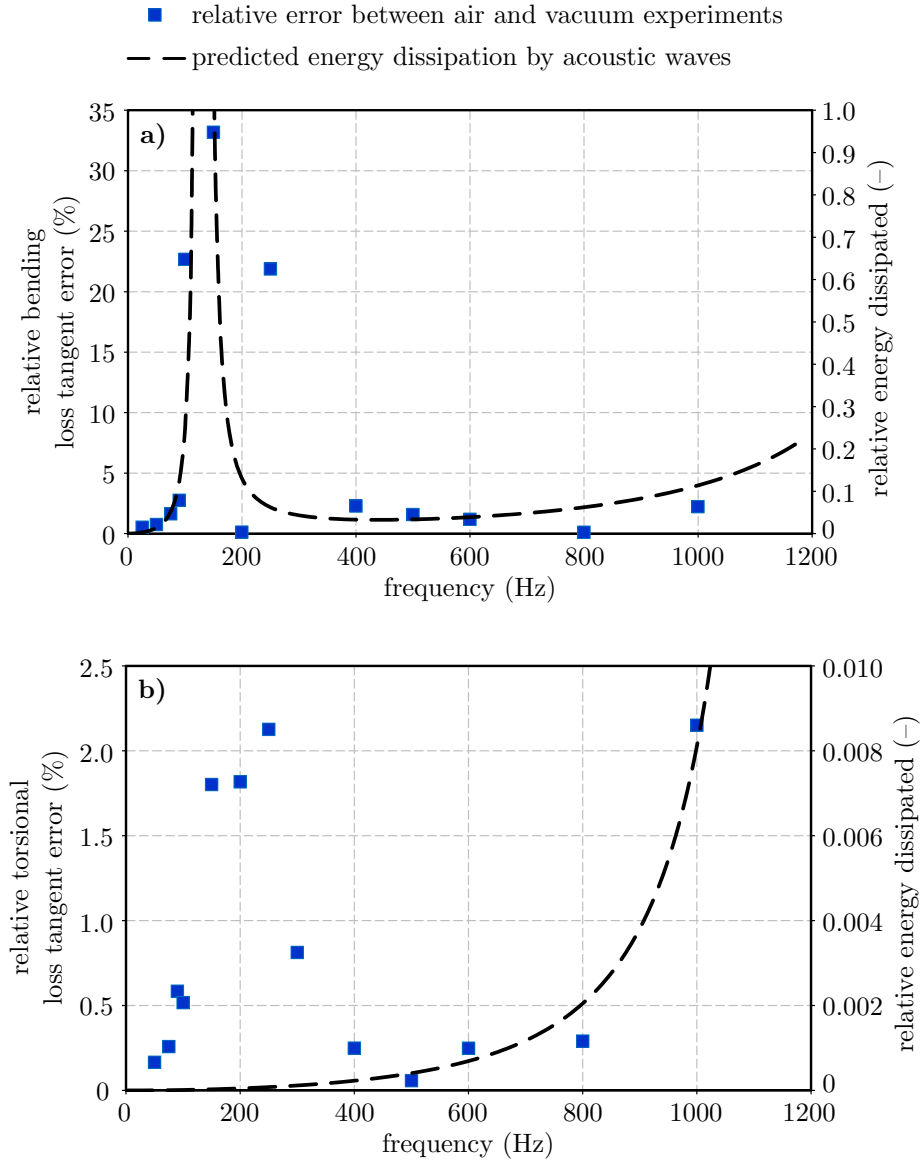 relative error between air and vacuum experiments
predicted energy dissipation by acoustic waves
a)
35
30
25
20
15
10
5
0
relative bending
loss tangent error (%)
1.0
0.9
0.8
0.7
0.6
0.5
0.4
0.3
0.2
0.1
0
relative energy dissipated (–)
0 200 400 600 800 1000 1200
frequency (Hz)
b)
2.5
2.0
1.5
1.0
0.5
0
relative torsional
loss tangent error (%)
0.010
0.008
0.006
0.004
0.002
0
relative energy dissipated (–)
0 200 400 600 800 1000 1200
frequency (Hz)